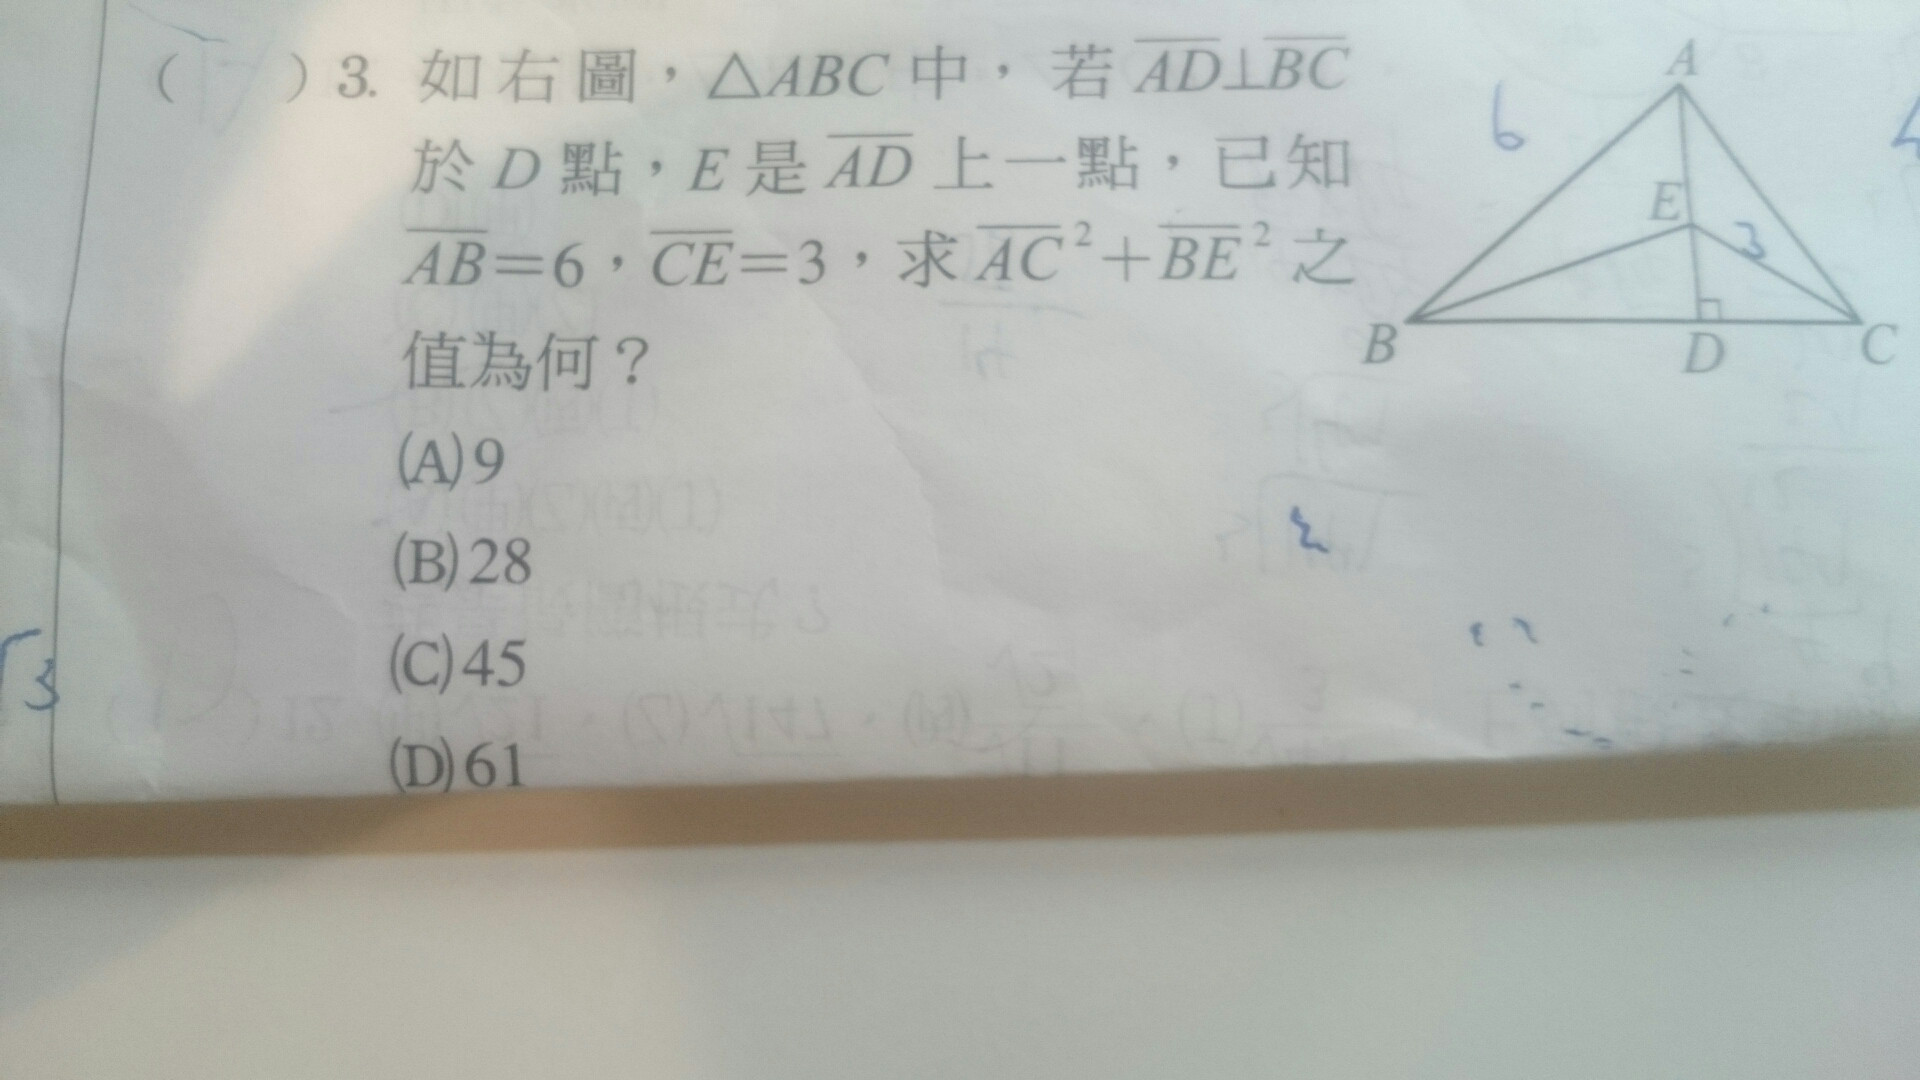 ( ) 3. 如右圖，△ABC 中，若 AD⊥BC
於 D 點，E 是 AD 上一點，已知
AB=6，CE=3，求 AC²+BE² 之
值為何？
(A) 9
(B) 28
(C) 45
(D) 61
A
6
E
3
B
D
C
√3